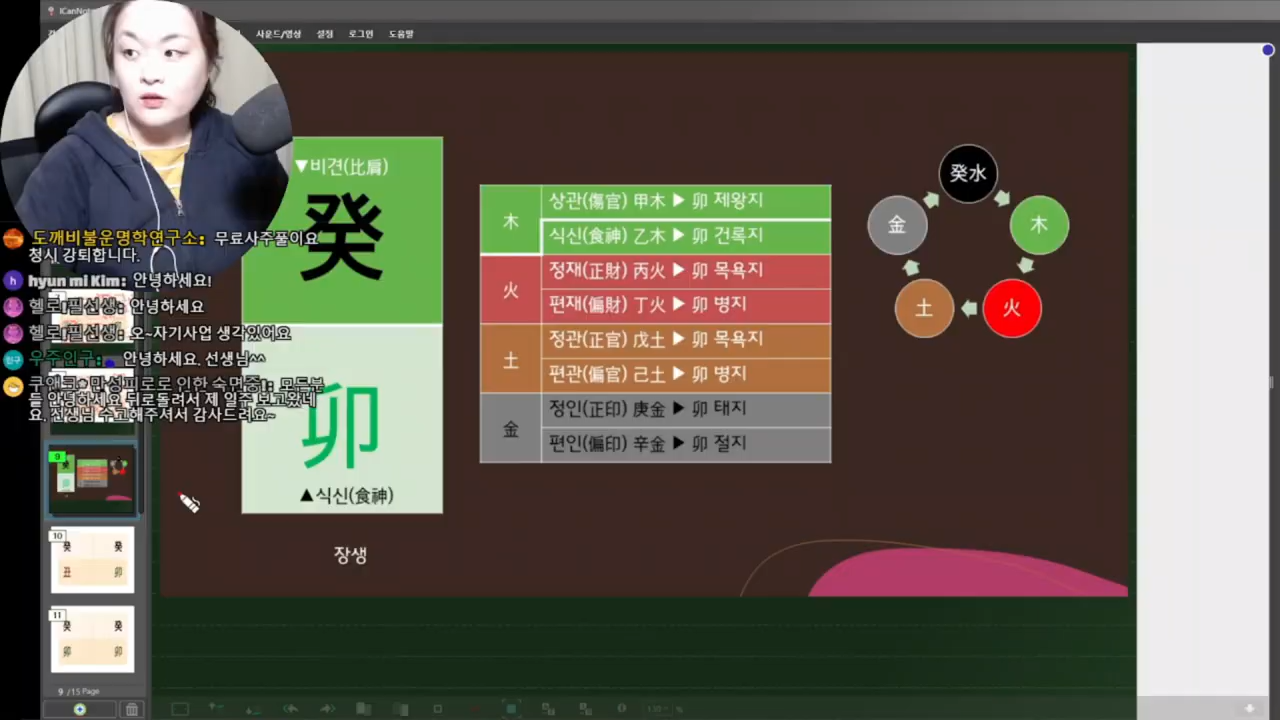 ICanNote
사운드/영상 설정 로그인 도움말
▼비견(比肩)
癸
卯
▲식신(食神)
장생
木
상관(傷官) 甲木 ▶ 卯 제왕지
식신(食神) 乙木 ▶ 卯 건록지
火
정재(正財) 丙火 ▶ 卯 목욕지
편재(偏財) 丁火 ▶ 卯 병지
土
정관(正官) 戊土 ▶ 卯 목욕지
편관(偏官) 己土 ▶ 卯 병지
金
정인(正印) 庚金 ▶ 卯 태지
편인(偏印) 辛金 ▶ 卯 절지
癸水
金
木
土
火
도깨비불운명학연구소: 무료사주풀이요
청시 강퇴합니다.
h hyun mi Kim: 안녕하세요!
헬로!필선생: 안녕하세요
헬로!필선생: 오~자기사업 생각있어요
우주인구: 안녕하세요. 선생님^^
모든분
들 안녕하세요 뒤로돌려서 제 일주 보고왔네
요. 선생님 수고해주셔서 감사드려요~
9
10
癸 癸
丑 卯
11
癸 癸
卯 卯
9 /15 Page